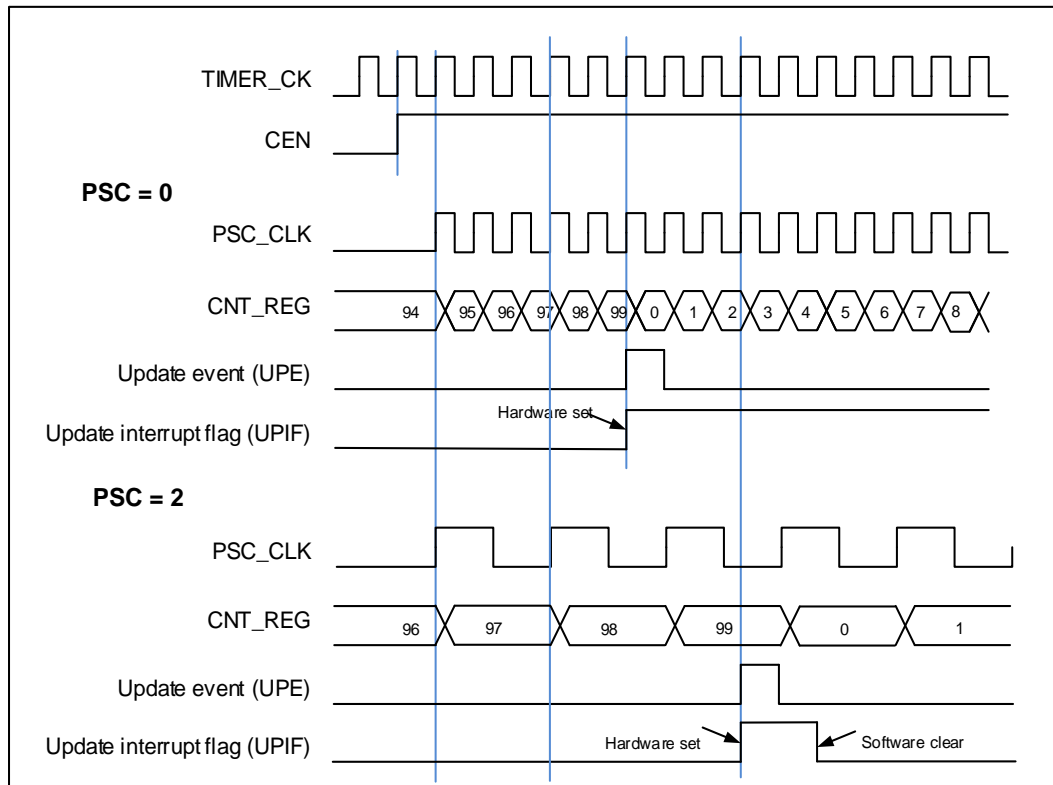 TIMER_CK
CEN
PSC = 0
PSC_CLK
CNT_REG 94 95 96 97 98 99 0 1 2 3 4 5 6 7 8
Update event (UPE)
Hardware set
Update interrupt flag (UPIF)
PSC = 2
PSC_CLK
CNT_REG 96 97 98 99 0 1
Update event (UPE)
Update interrupt flag (UPIF) Hardware set Software clear